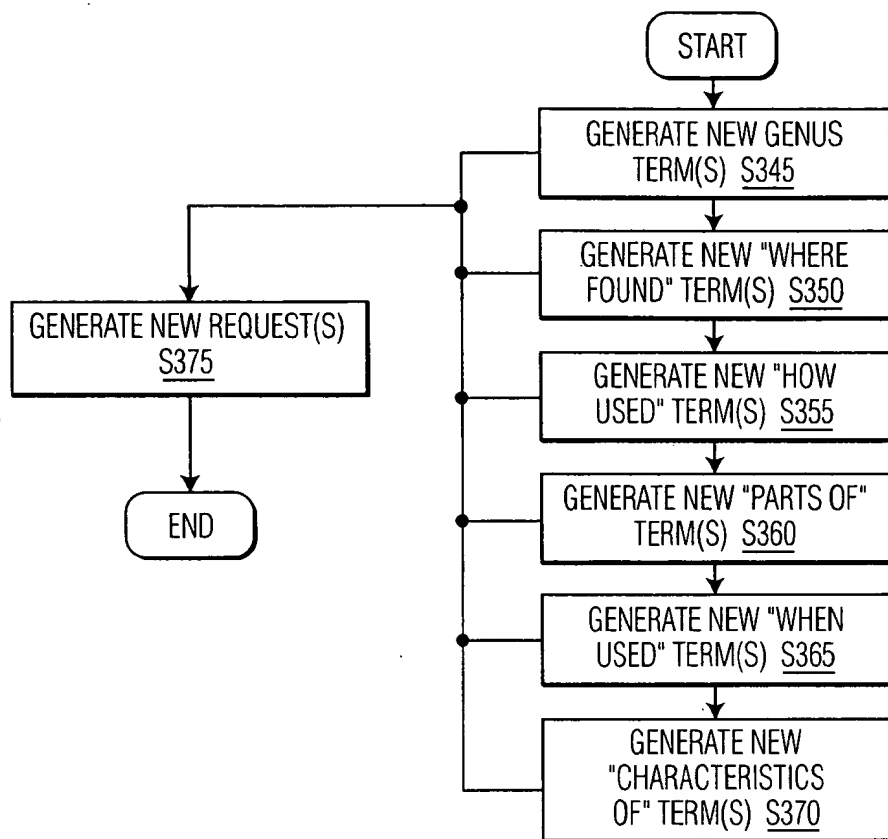 START
GENERATE NEW GENUS
TERM(S) S345
GENERATE NEW "WHERE
FOUND" TERM(S) S350
GENERATE NEW "HOW
USED" TERM(S) S355
GENERATE NEW "PARTS OF"
TERM(S) S360
GENERATE NEW "WHEN
USED" TERM(S) S365
GENERATE NEW
"CHARACTERISTICS
OF" TERM(S) S370
GENERATE NEW REQUEST(S)
S375
END